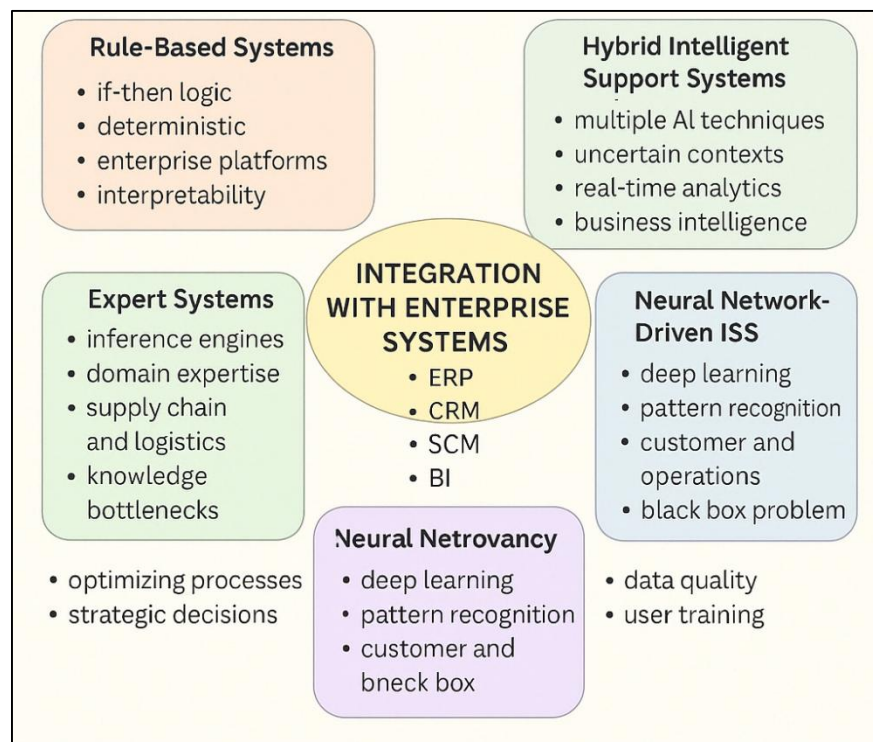 Rule-Based Systems
• if-then logic
• deterministic
• enterprise platforms
• interpretability
Hybrid Intelligent
Support Systems
• multiple AI techniques
• uncertain contexts
• real-time analytics
• business intelligence
INTEGRATION
WITH ENTERPRISE
SYSTEMS
• ERP
• CRM
• SCM
• BI
Expert Systems
• inference engines
• domain expertise
• supply chain
and logistics
• knowledge
bottlenecks
Neural Network-
Driven ISS
• deep learning
• pattern recognition
• customer and
operations
• black box problem
• optimizing processes
• strategic decisions
Neural Netrovancy
• deep learning
• pattern recognition
• customer and
bneck box
• data quality
• user training